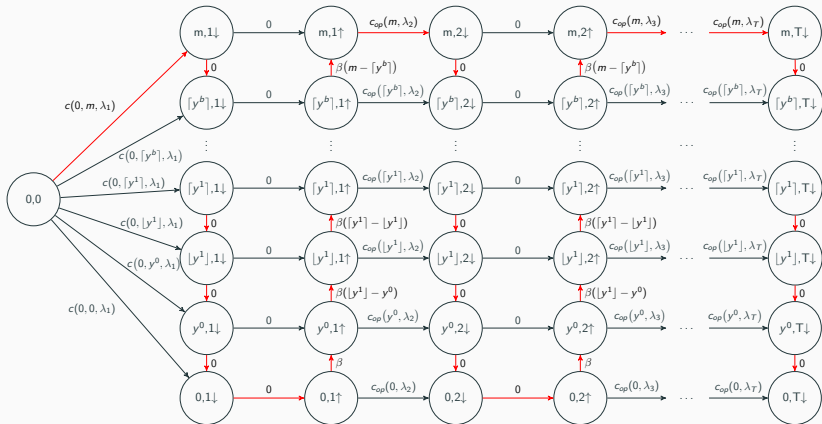 m,1↓ 0 m,1↑ c_op(m, λ_2) m,2↓ 0 m,2↑ c_op(m, λ_3) ··· c_op(m, λ_T) m,T↓
0 β(m − ⌈y^b⌉) 0 β(m − ⌈y^b⌉) 0
c(0, m, λ_1)
⌈y^b⌉,1↓ 0 ⌈y^b⌉,1↑ c_op(⌈y^b⌉, λ_2) ⌈y^b⌉,2↓ 0 ⌈y^b⌉,2↑ c_op(⌈y^b⌉, λ_3) ··· c_op(⌈y^b⌉, λ_T) ⌈y^b⌉,T↓
c(0, ⌈y^b⌉, λ_1)
⋮ ⋮ ⋮ ⋮ ⋮
c(0, ⌈y^1⌉, λ_1)
⌈y^1⌉,1↓ 0 ⌈y^1⌉,1↑ c_op(⌈y^1⌉, λ_2) ⌈y^1⌉,2↓ 0 ⌈y^1⌉,2↑ c_op(⌈y^1⌉, λ_3) ··· c_op(⌈y^1⌉, λ_T) ⌈y^1⌉,T↓
0,0
c(0, ⌊y^1⌋, λ_1)
0 β(⌈y^1⌉ − ⌊y^1⌋) 0 β(⌈y^1⌉ − ⌊y^1⌋) 0
⌊y^1⌋,1↓ 0 ⌊y^1⌋,1↑ c_op(⌊y^1⌋, λ_2) ⌊y^1⌋,2↓ 0 ⌊y^1⌋,2↑ c_op(⌊y^1⌋, λ_3) ··· c_op(⌊y^1⌋, λ_T) ⌊y^1⌋,T↓
c(0, y^0, λ_1)
0 β(⌊y^1⌋ − y^0) 0 β(⌊y^1⌋ − y^0) 0
c(0, 0, λ_1)
y^0,1↓ 0 y^0,1↑ c_op(y^0, λ_2) y^0,2↓ 0 y^0,2↑ c_op(y^0, λ_3) ··· c_op(y^0, λ_T) y^0,T↓
0 β 0 β 0
0,1↓ 0 0,1↑ c_op(0, λ_2) 0,2↓ 0 0,2↑ c_op(0, λ_3) ··· c_op(0, λ_T) 0,T↓